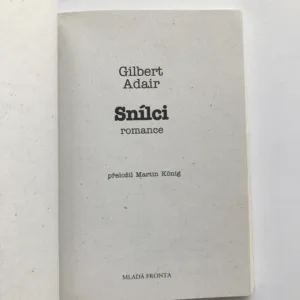 Gilbert
Adair
Snílci
romance
přeložil Martin König
MLADÁ FRONTA